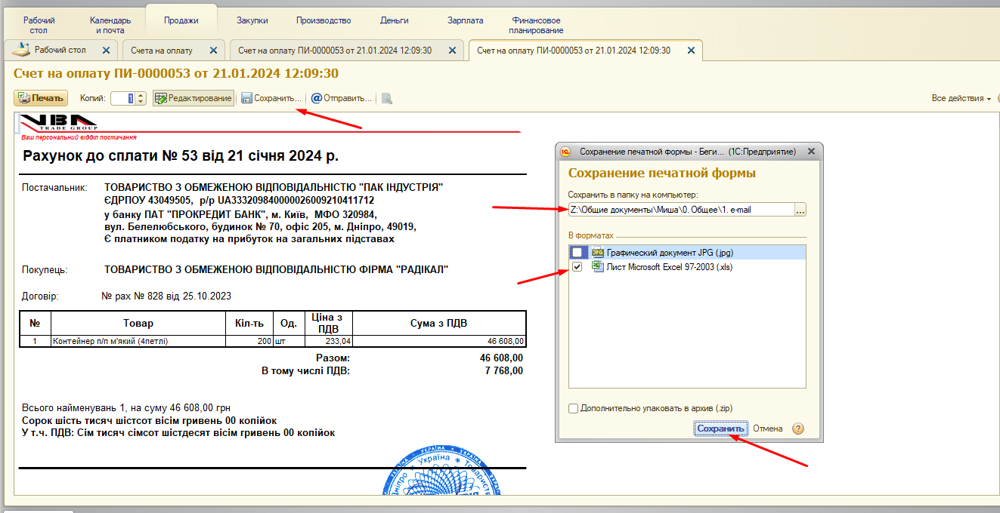 Рабочий стол
Календарь и почта
Продажи
Закупки
Производство
Деньги
Зарплата
Финансовое планирование
Рабочий стол
Счета на оплату
Счет на оплату ПИ-0000053 от 21.01.2024 12:09:30
Счет на оплату ПИ-0000053 от 21.01.2024 12:09:30
Счет на оплату ПИ-0000053 от 21.01.2024 12:09:30
Печать
Копий: 1
Редактирование
Сохранить...
@Отправить...
Все действия
VBA
TRADE GROUP
Ваш персональний відділ постачання
Рахунок до сплати № 53 від 21 січня 2024 р.
Постачальник: ТОВАРИСТВО З ОБМЕЖЕНОЮ ВІДПОВІДАЛЬНІСТЮ "ПАК ІНДУСТРІЯ"
ЄДРПОУ 43049505, р/р UA333209840000026009210411712
у банку ПАТ "ПРОКРЕДИТ БАНК", м. Київ, МФО 320984,
вул. Белелюбського, будинок № 70, офіс 205, м. Дніпро, 49019,
Є платником податку на прибуток на загальних підставах
Покупець: ТОВАРИСТВО З ОБМЕЖЕНОЮ ВІДПОВІДАЛЬНІСТЮ ФІРМА "РАДІКАЛ"
Договір: № рах № 828 від 25.10.2023
№ Товар Кіл-ть Од. Ціна з ПДВ Сума з ПДВ
1 Контейнер п/п м'який (4петлі) 200 шт 233,04 46 608,00
Разом: 46 608,00
В тому числі ПДВ: 7 768,00
Всього найменувань 1, на суму 46 608,00 грн
Сорок шість тисяч шістсот вісім гривень 00 копійок
У т.ч. ПДВ: Сім тисяч сімсот шістдесят вісім гривень 00 копійок
УКРАЇНА * УКРАЇНА
Дніпро * Україна * Товариств
Сохранение печатной формы - Беги... (1С:Предприятие)
Сохранение печатной формы
Сохранить в папку на компьютер:
Z:\Общие документы\Миша\0. Общее\1. e-mail
...
В форматах
JPG Графический документ JPG (.jpg)
Лист Microsoft Excel 97-2003 (.xls)
Дополнительно упаковать в архив (.zip)
Сохранить
Отмена
?